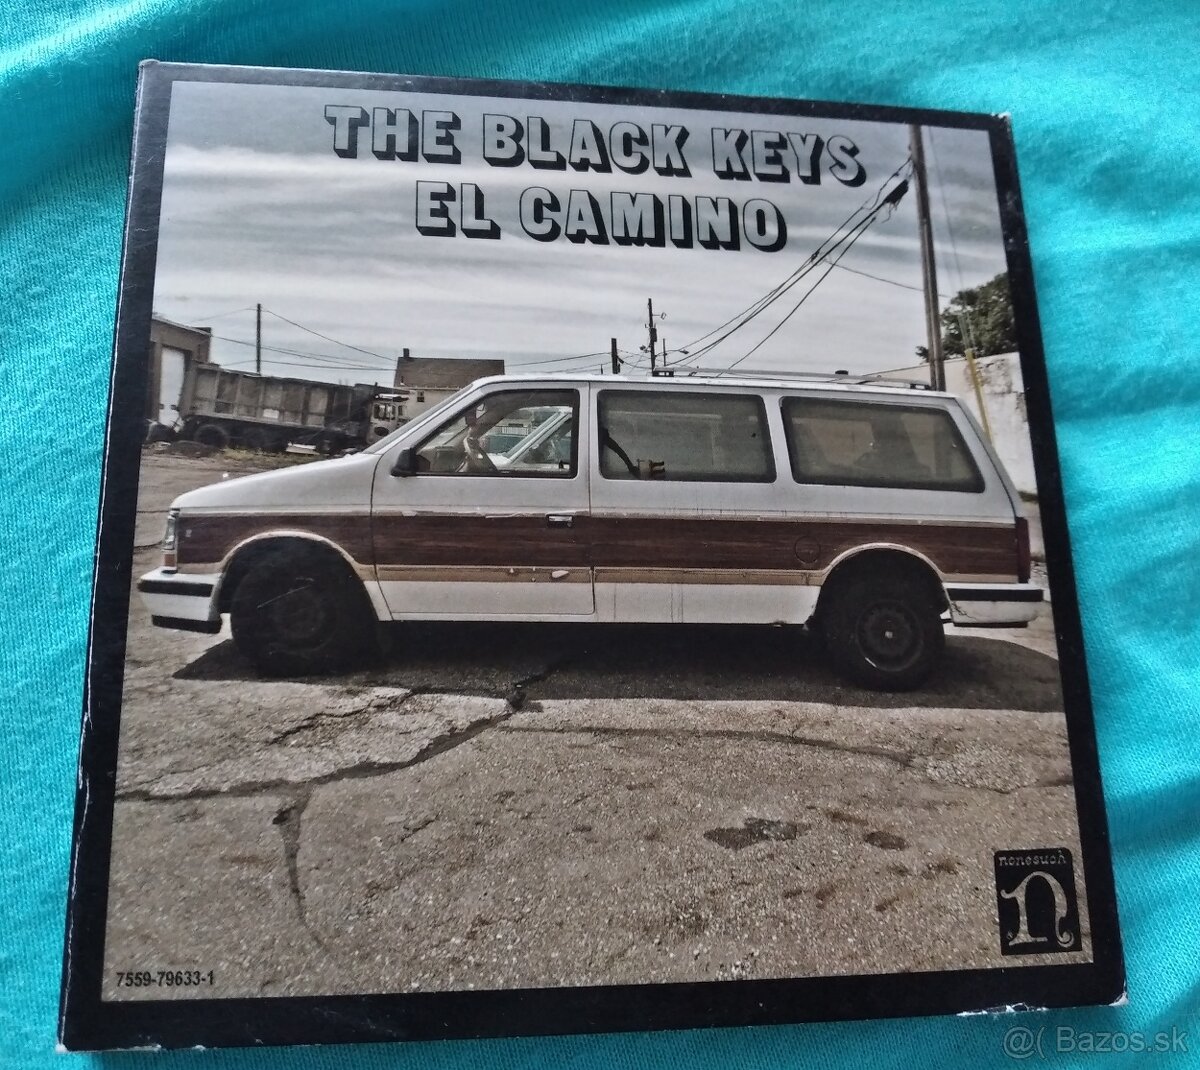 THE BLACK KEYS
EL CAMINO
nonesuch
n
7559-79633-1
@( Bazos.sk